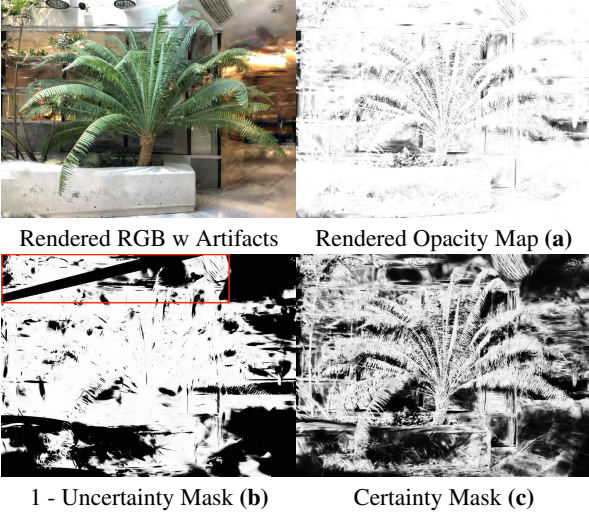 Rendered RGB w Artifacts
Rendered Opacity Map (a)
1 - Uncertainty Mask (b)
Certainty Mask (c)